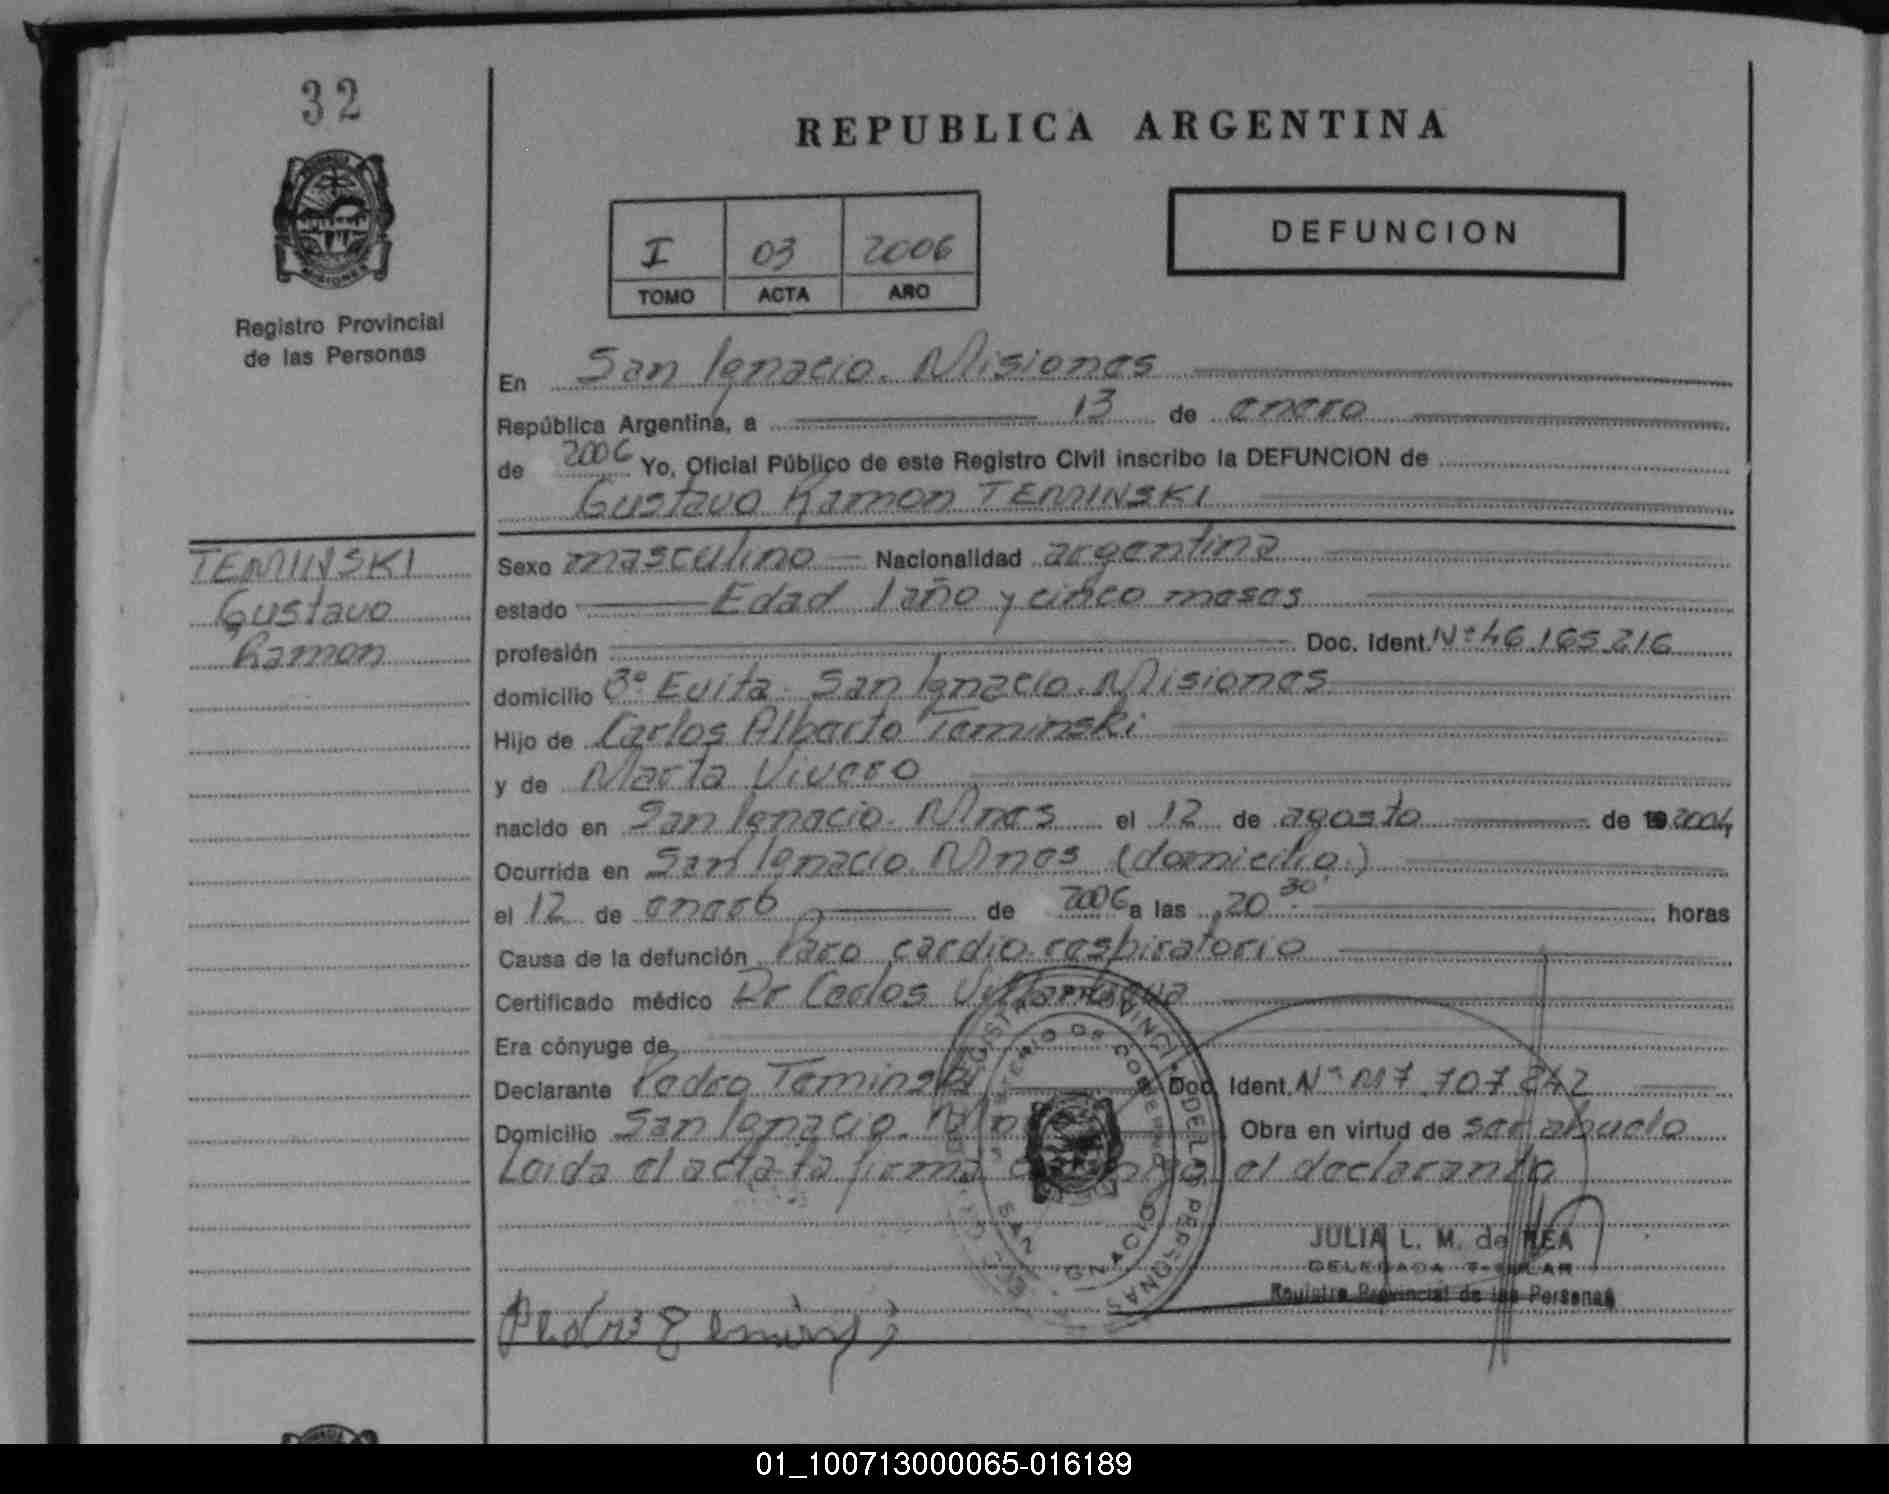 32
REPUBLICA ARGENTINA
DEFUNCION
I 03 2006
TOMO ACTA AÑO
Registro Provincial
de las Personas
En San Ignacio. Misiones
República Argentina, a 13 de enero
de 2006 Yo, Oficial Público de este Registro Civil inscribo la DEFUNCION de
Gustavo Ramon TEMINSKI
TEMINSKI
Gustavo
Ramon
Sexo masculino Nacionalidad argentina
estado Edad 1 año y cinco meses
profesión Doc. Ident. Nº 46.165.216
domicilio Bº Evita. San Ignacio. Misiones
Hijo de Carlos Alberto Teminski
y de Marta Vivero
nacido en San Ignacio. Mnes el 12 de agosto de 2004
Ocurrida en San Ignacio. Mnes (domicilio.)
el 12 de enero de 2006 a las 20 30' horas
Causa de la defunción Paro cardio respiratorio
Certificado médico Dr Carlos
Era cónyuge de
Declarante Pedro Teminski Doc. Ident. Nº M7.707.842
Domicilio San Ignacio. Obra en virtud de ser abuelo
Leida el acta la firma el declarante
JULIA L. M. de REA
DELEGADA TITULAR
Registro Provincial de las Personas
01_100713000065-016189